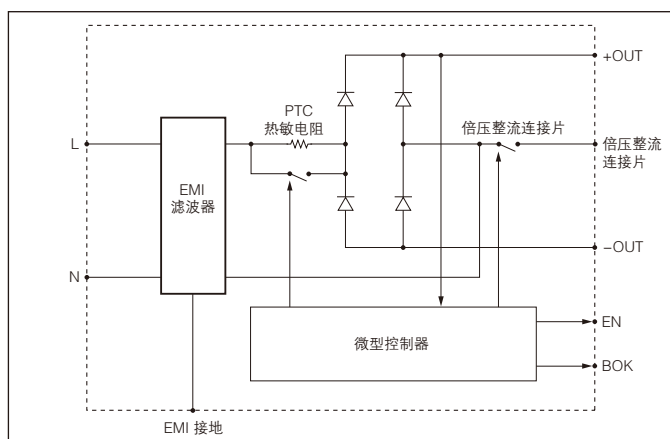 +OUT
PTC
热敏电阻
倍压整流连接片
L
倍压整流
连接片
EMI
滤波器
−OUT
N
EN
微型控制器
BOK
EMI 接地